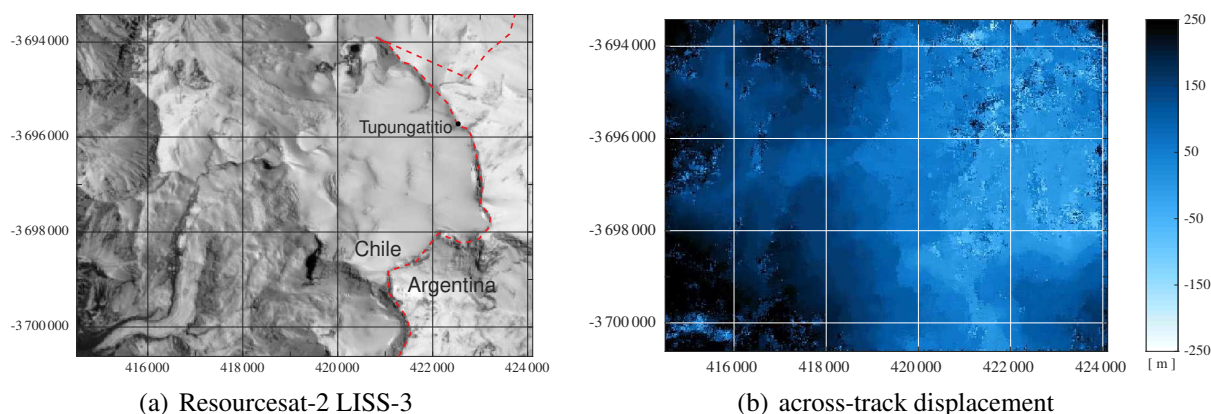 -3 694 000
-3 696 000
-3 698 000
-3 700 000
416 000 418 000 420 000 422 000 424 000
Tupungatitio
Chile
Argentina
(a) Resourcesat-2 LISS-3
-3 694 000
-3 696 000
-3 698 000
-3 700 000
416 000 418 000 420 000 422 000 424 000
250
150
50
-50
-150
-250
[ m ]
(b) across-track displacement